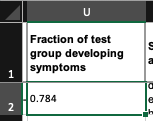 U
1
Fraction of test
group developing
symptoms
S
a
2
0.784